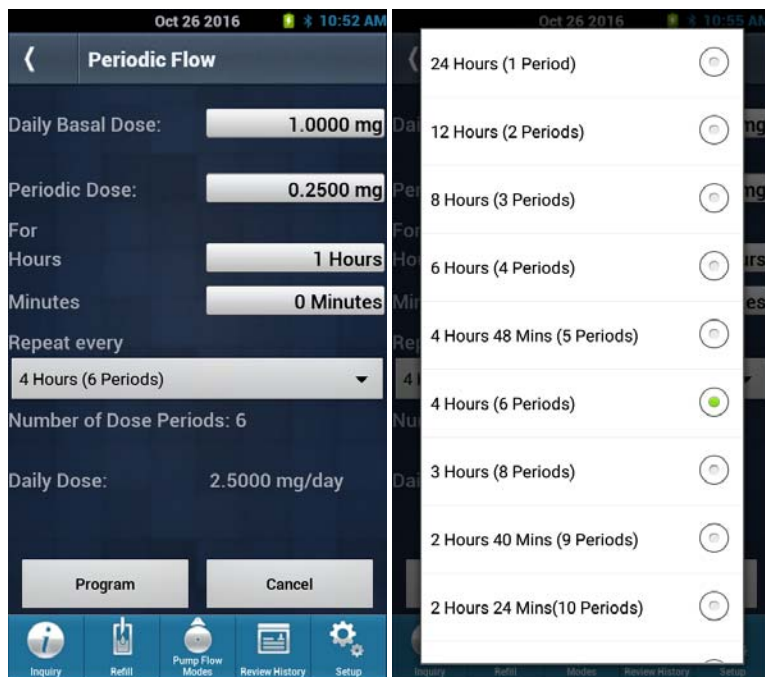 Oct 26 2016 10:52 AM
Periodic Flow
Daily Basal Dose: 1.0000 mg
Periodic Dose: 0.2500 mg
For
Hours 1 Hours
Minutes 0 Minutes
Repeat every
4 Hours (6 Periods)
Number of Dose Periods: 6
Daily Dose: 2.5000 mg/day
Program Cancel
Inquiry Refill Pump Flow Modes Review History Setup
Oct 26 2016 10:55 AM
24 Hours (1 Period)
12 Hours (2 Periods)
8 Hours (3 Periods)
6 Hours (4 Periods)
4 Hours 48 Mins (5 Periods)
4 Hours (6 Periods)
3 Hours (8 Periods)
2 Hours 40 Mins (9 Periods)
2 Hours 24 Mins(10 Periods)
Inquiry Refill Modes Review History Setup